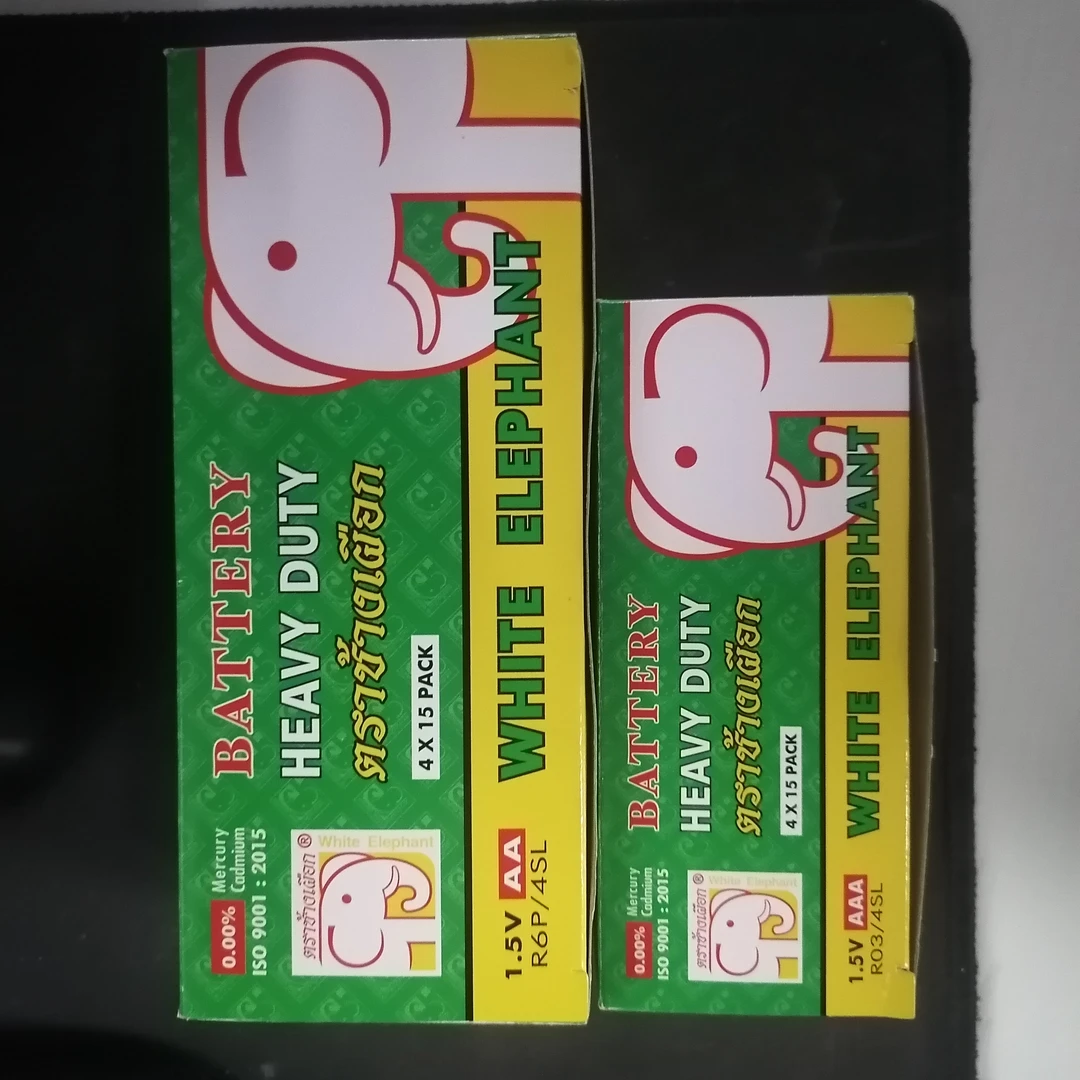 0.00% Mercury Cadmium
ISO 9001 : 2015
ตราช้างเผือก ®
White Elephant
BATTERY
HEAVY DUTY
ตราช้างเผือก
4 X 15 PACK
1.5V AA
R6P/4SL
WHITE ELEPHANT
0.00% Mercury Cadmium
ISO 9001 : 2015
ตราช้างเผือก ®
White Elephant
BATTERY
HEAVY DUTY
ตราช้างเผือก
4 X 15 PACK
1.5V AAA
R03/4SL
WHITE ELEPHANT